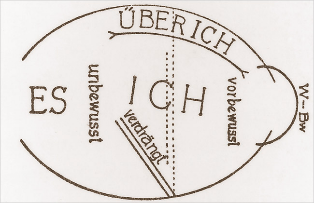 ÜBERICH
ES
unbewusst
ICH
verdrängt
vorbewusst
W-Bw